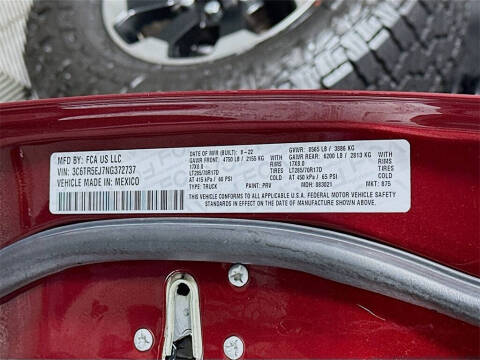 MFD BY: FCA US LLC
VIN: 3C6TR5EJ7NG372737
VEHICLE MADE IN: MEXICO
DATE OF MFR (BUILT): 8-22
GAWR FRONT: 4750 LB / 2155 KG
17X8.0
LT285/70R17D
AT 415 kPa / 60 PSI
TYPE: TRUCK
PAINT: PRV
RIMS
TIRES
COLD
GVWR: 8565 LB / 3886 KG
GAWR REAR: 6200 LB / 2813 KG
17X8.0
LT285/70R17D
AT 450 kPa / 65 PSI
MDH: 083021
RIMS
TIRES
COLD
MKT: B75
THIS VEHICLE CONFORMS TO ALL APPLICABLE U.S.A. FEDERAL MOTOR VEHICLE SAFETY
STANDARDS IN EFFECT ON THE DATE OF MANUFACTURE SHOWN ABOVE.